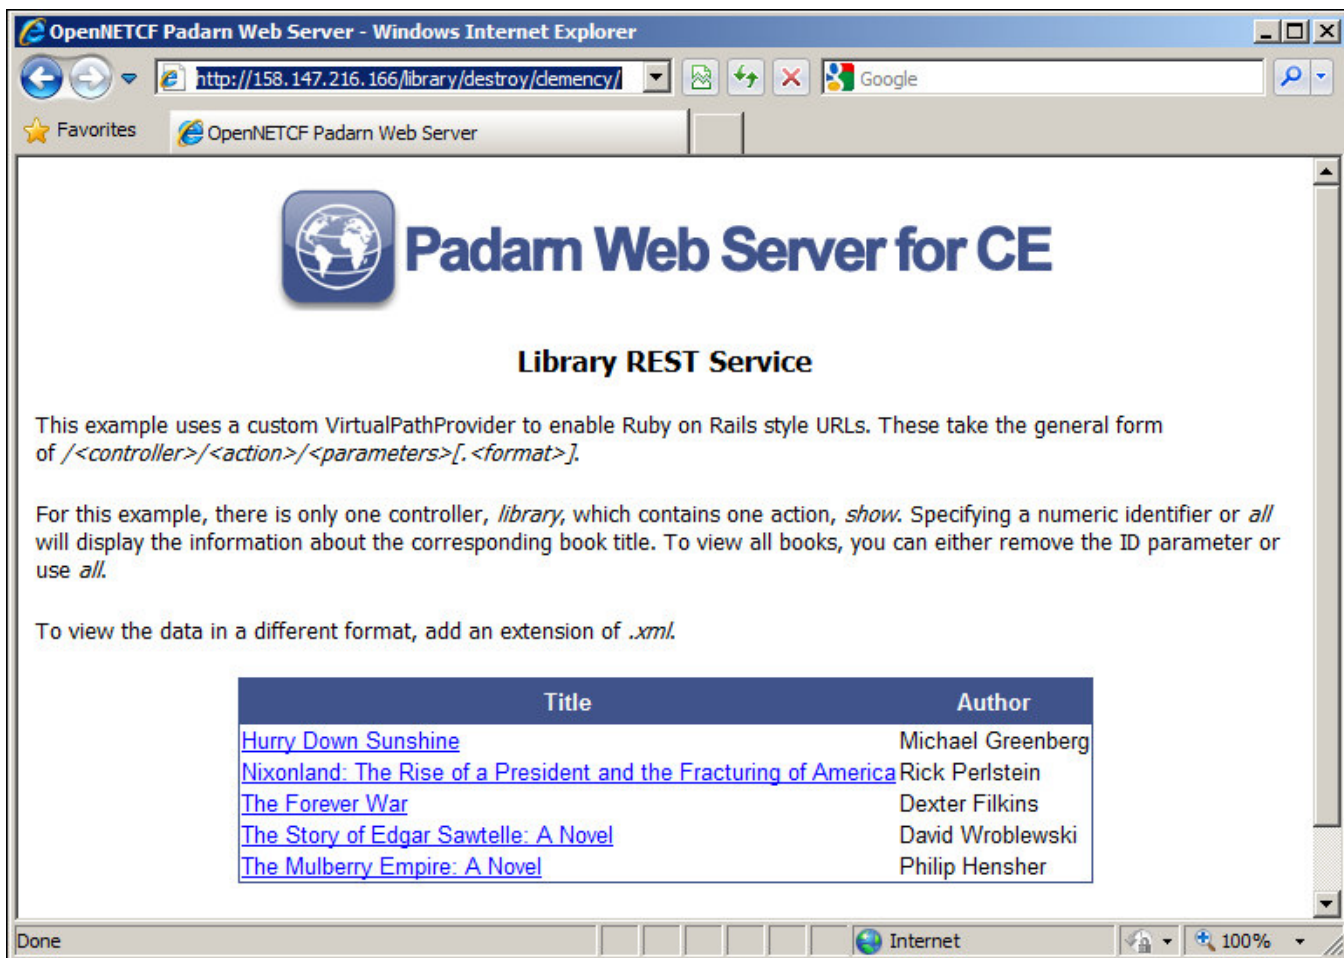 OpenNETCF Padarn Web Server - Windows Internet Explorer
http://158.147.216.166/library/destroy/clemency/
Google
Favorites
OpenNETCF Padarn Web Server
Padarn Web Server for CE
Library REST Service
This example uses a custom VirtualPathProvider to enable Ruby on Rails style URLs. These take the general form
of /<controller>/<action>/<parameters>[.<format>].
For this example, there is only one controller, library, which contains one action, show. Specifying a numeric identifier or all
will display the information about the corresponding book title. To view all books, you can either remove the ID parameter or
use all.
To view the data in a different format, add an extension of .xml.
Title Author
Hurry Down Sunshine Michael Greenberg
Nixonland: The Rise of a President and the Fracturing of America Rick Perlstein
The Forever War Dexter Filkins
The Story of Edgar Sawtelle: A Novel David Wroblewski
The Mulberry Empire: A Novel Philip Hensher
Done Internet 100%